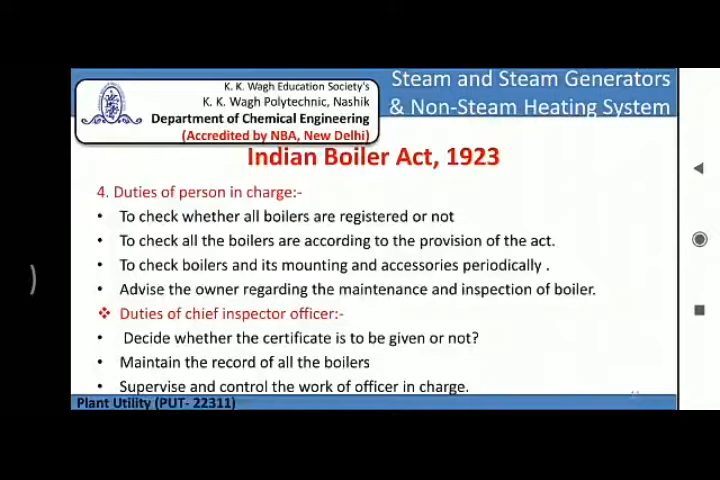 K. K. Wagh Education Society's
K. K. Wagh Polytechnic, Nashik
Department of Chemical Engineering
(Accredited by NBA, New Delhi)
Steam and Steam Generators
& Non-Steam Heating System
Indian Boiler Act, 1923
4. Duties of person in charge:-
• To check whether all boilers are registered or not
• To check all the boilers are according to the provision of the act.
• To check boilers and its mounting and accessories periodically .
• Advise the owner regarding the maintenance and inspection of boiler.
❖ Duties of chief inspector officer:-
• Decide whether the certificate is to be given or not?
• Maintain the record of all the boilers
• Supervise and control the work of officer in charge.
Plant Utility (PUT- 22311)